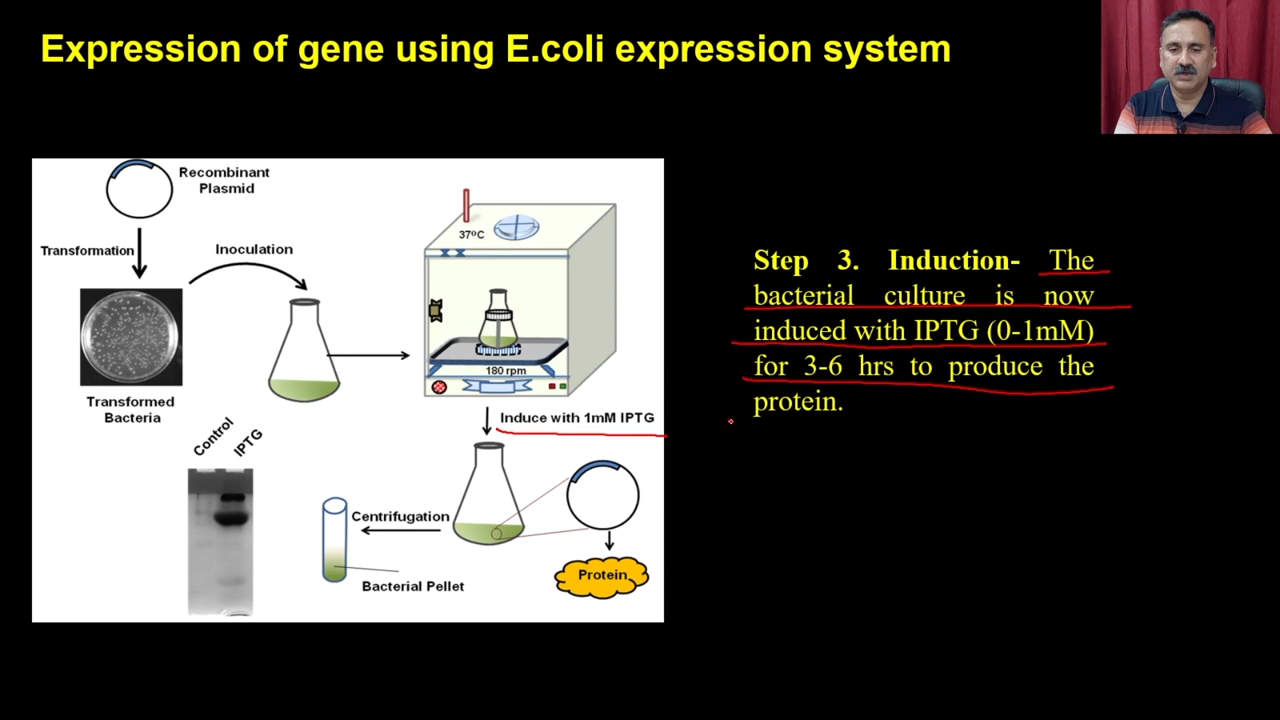 Expression of gene using E.coli expression system
Recombinant
Plasmid
Transformation
Inoculation
37⁰C
180 rpm
Transformed
Bacteria
Induce with 1mM IPTG
Control
IPTG
Centrifugation
Bacterial Pellet
Protein
Step 3. Induction- The
bacterial culture is now
induced with IPTG (0-1mM)
for 3-6 hrs to produce the
protein.